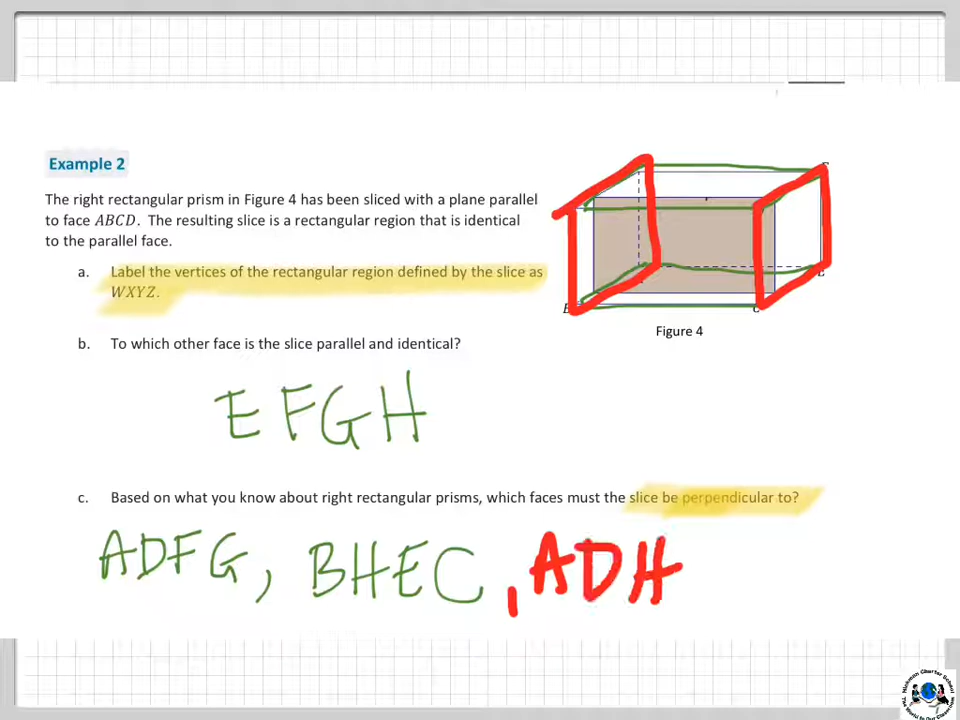 Example 2
The right rectangular prism in Figure 4 has been sliced with a plane parallel
to face ABCD. The resulting slice is a rectangular region that is identical
to the parallel face.
a. Label the vertices of the rectangular region defined by the slice as
WXYZ.
Figure 4
b. To which other face is the slice parallel and identical?
EFGH
c. Based on what you know about right rectangular prisms, which faces must the slice be perpendicular to?
ADFG, BHEC, ADH